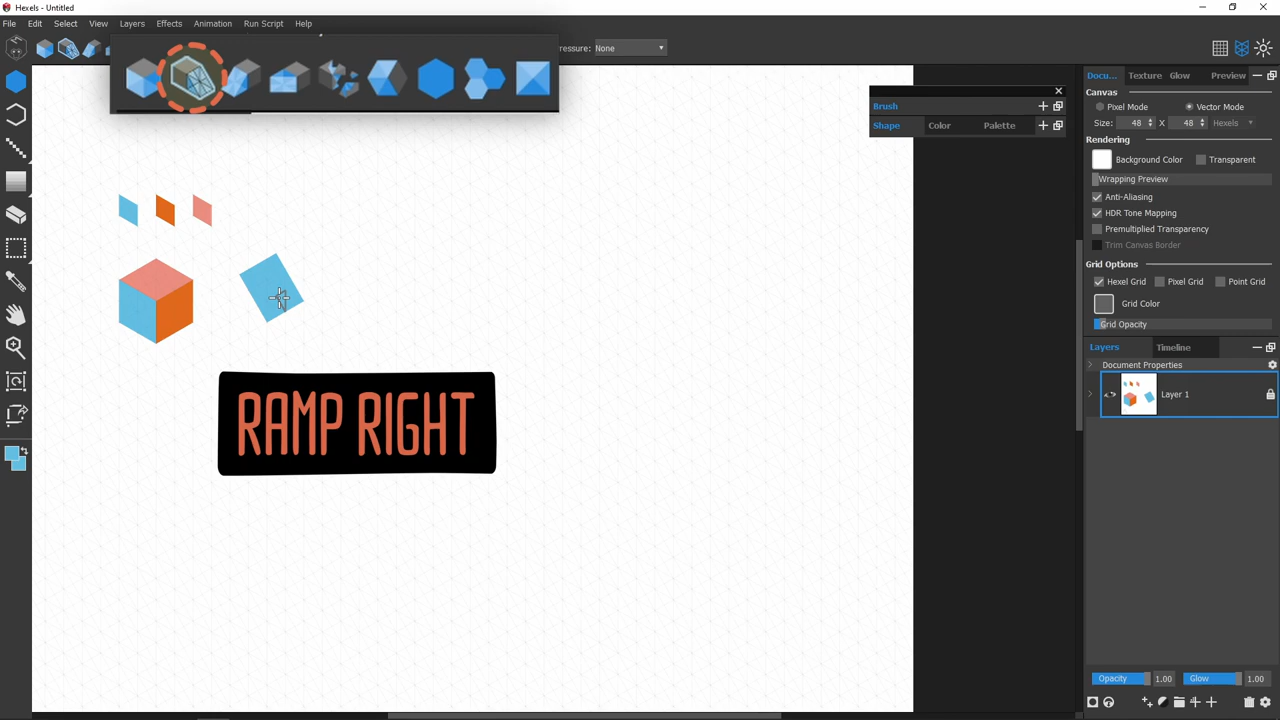 Hexels - Untitled
File Edit Select View Layers Effects Animation Run Script Help
ressure: None
Docu... Texture Glow Preview
Canvas
Pixel Mode Vector Mode
Size: 48 X 48 Hexels
Rendering
Background Color Transparent
Wrapping Preview
Anti-Aliasing
HDR Tone Mapping
Premultiplied Transparency
Trim Canvas Border
Grid Options
Hexel Grid Pixel Grid Point Grid
Grid Color
Grid Opacity
Layers Timeline
Document Properties
Layer 1
Opacity 1.00 Glow 1.00
Brush
Shape Color Palette
RAMP RIGHT